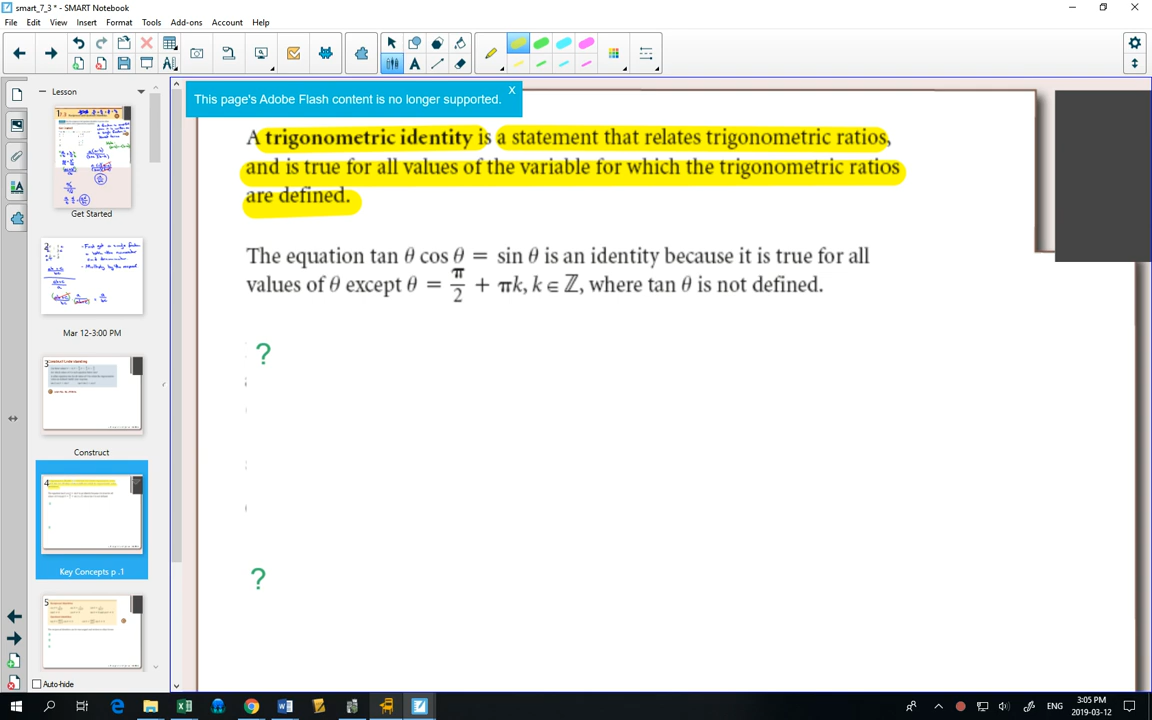 smart_7_3 * - SMART Notebook
File Edit View Insert Format Tools Add-ons Account Help
Lesson
Get Started
Mar 12-3:00 PM
Construct
Key Concepts p .1
Auto-hide
This page's Adobe Flash content is no longer supported. X
A trigonometric identity is a statement that relates trigonometric ratios,
and is true for all values of the variable for which the trigonometric ratios
are defined.
The equation tan θ cos θ = sin θ is an identity because it is true for all
values of θ except θ = π/2 + πk, k ∈ ℤ, where tan θ is not defined.
?
?
ENG
3:05 PM
2019-03-12